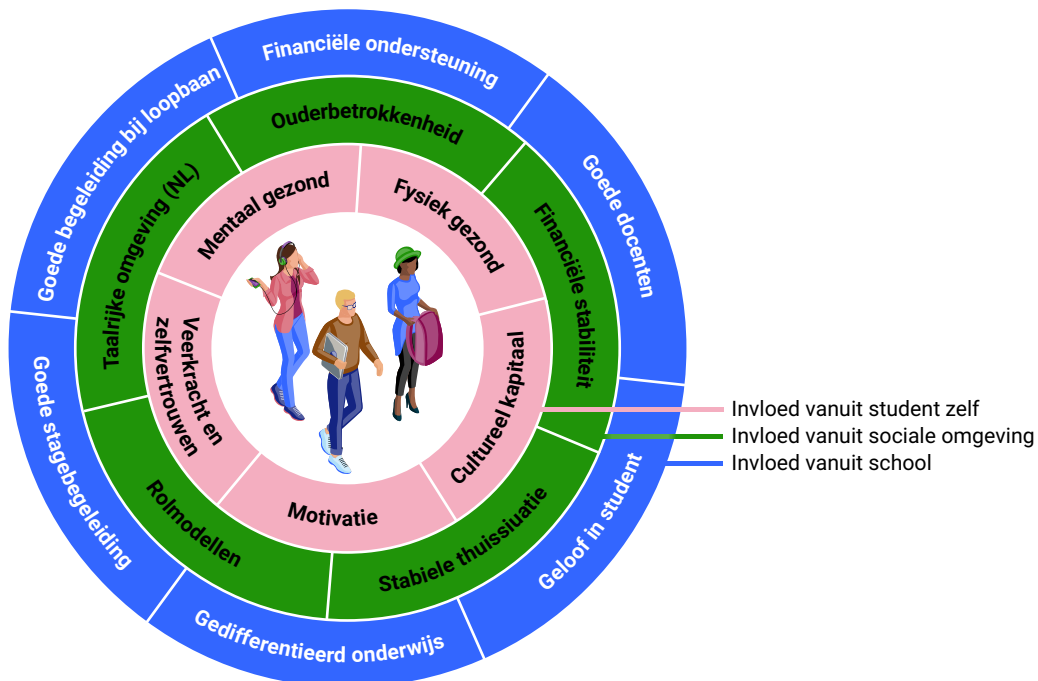 Financiële ondersteuning
Goede docenten
Geloof in student
Gedifferentieerd onderwijs
Goede stagebegeleiding
Goede begeleiding bij loopbaan
Ouderbetrokkenheid
Financiële stabiliteit
Stabiele thuissiuatie
Rolmodellen
Taalrijke omgeving (NL)
Mentaal gezond
Fysiek gezond
Cultureel kapitaal
Motivatie
Veerkracht en
zelfvertrouwen
Invloed vanuit student zelf
Invloed vanuit sociale omgeving
Invloed vanuit school